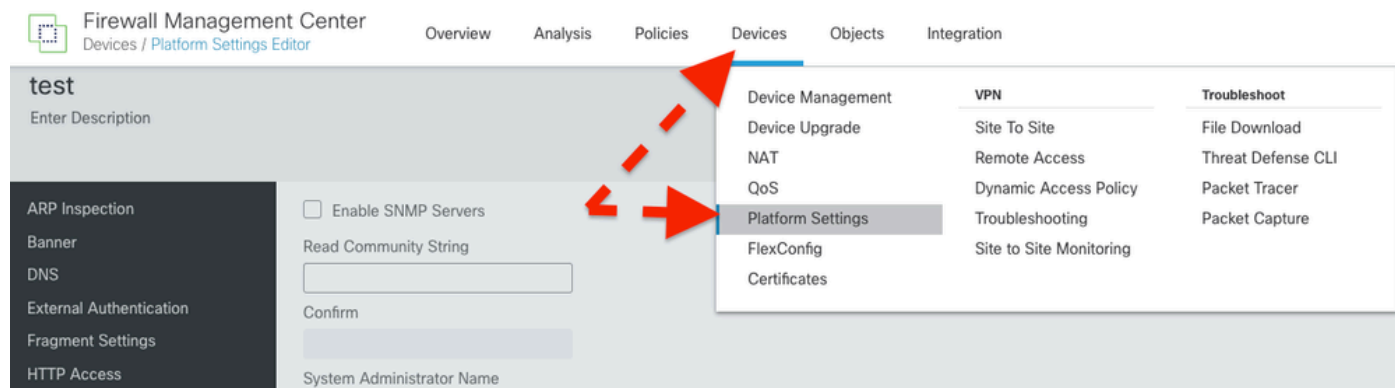 Firewall Management Center
Devices / Platform Settings Editor
Overview
Analysis
Policies
Devices
Objects
Integration
test
Enter Description
Device Management
Device Upgrade
NAT
QoS
Platform Settings
FlexConfig
Certificates
VPN
Site To Site
Remote Access
Dynamic Access Policy
Troubleshooting
Site to Site Monitoring
Troubleshoot
File Download
Threat Defense CLI
Packet Tracer
Packet Capture
ARP Inspection
Banner
DNS
External Authentication
Fragment Settings
HTTP Access
Enable SNMP Servers
Read Community String
Confirm
System Administrator Name